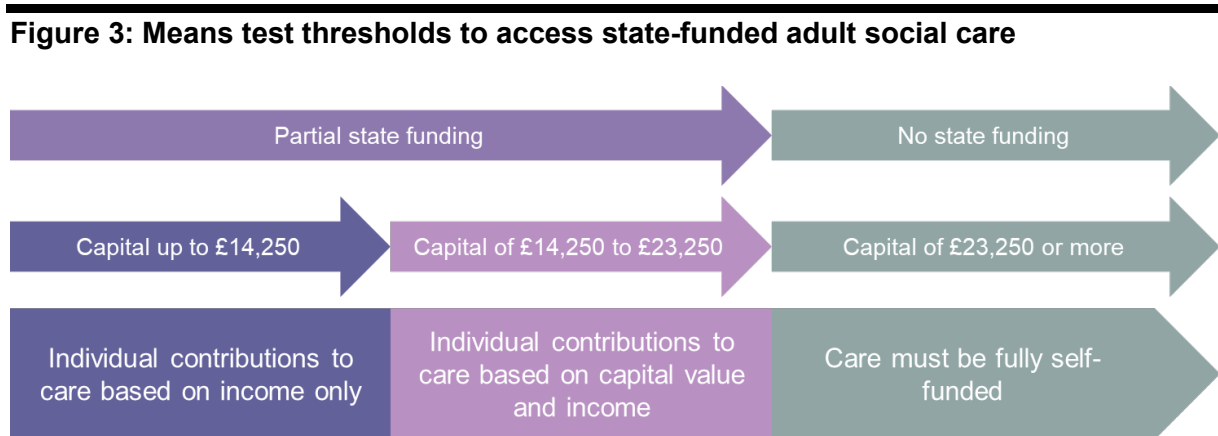 Figure 3: Means test thresholds to access state-funded adult social care
Partial state funding
No state funding
Capital up to £14,250
Capital of £14,250 to £23,250
Capital of £23,250 or more
Individual contributions to
care based on income only
Individual contributions to
care based on capital value
and income
Care must be fully self-
funded